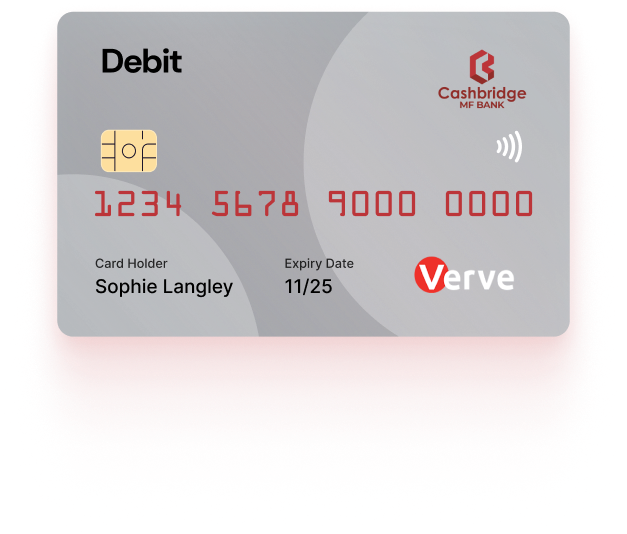 Debit
Cashbridge
MF BANK
1234 5678 9000 0000
Card Holder
Expiry Date
Sophie Langley
11/25
Verve